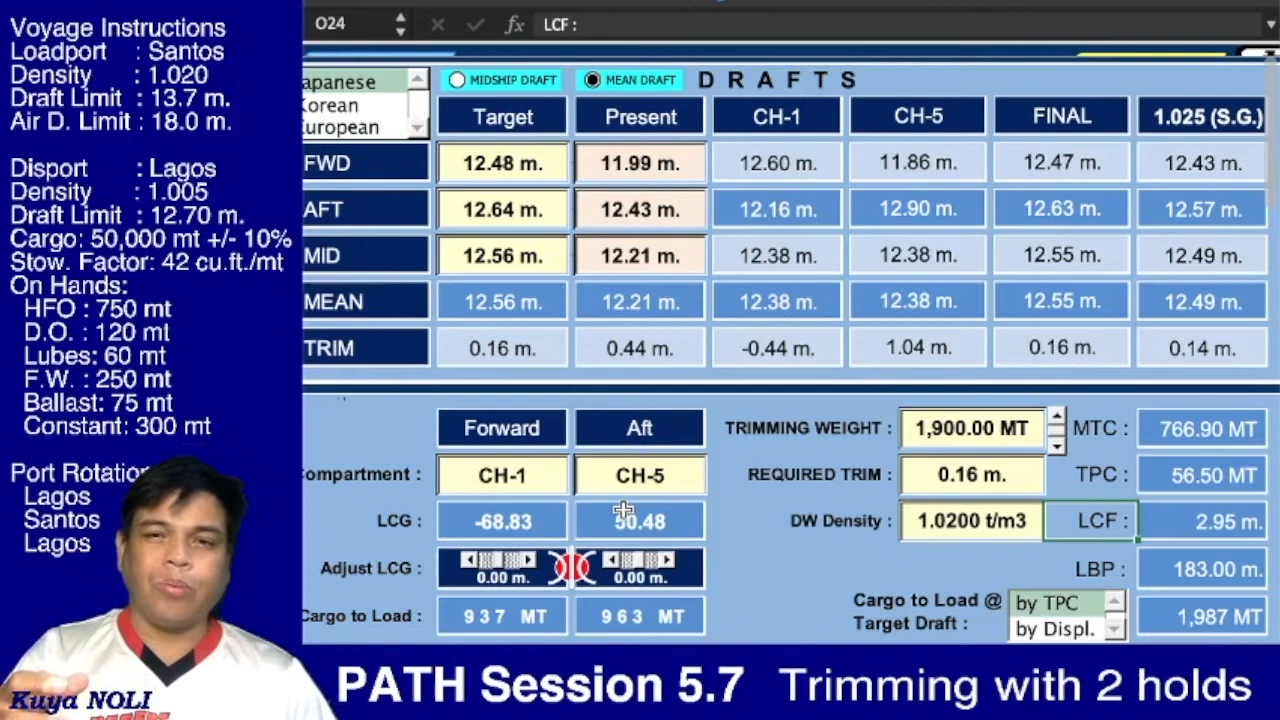 Voyage Instructions
Loadport : Santos
Density : 1.020
Draft Limit : 13.7 m.
Air D. Limit : 18.0 m.
Disport : Lagos
Density : 1.005
Draft Limit : 12.70 m.
Cargo: 50,000 mt +/- 10%
Stow. Factor: 42 cu.ft./mt
On Hands:
HFO : 750 mt
D.O. : 120 mt
Lubes: 60 mt
F.W. : 250 mt
Ballast: 75 mt
Constant: 300 mt
Port Rotation
Lagos
Santos
Lagos
O24 fx LCF :
apanese
Korean
European
MIDSHIP DRAFT MEAN DRAFT D R A F T S
Target Present CH-1 CH-5 FINAL 1.025 (S.G.)
FWD 12.48 m. 11.99 m. 12.60 m. 11.86 m. 12.47 m. 12.43 m.
AFT 12.64 m. 12.43 m. 12.16 m. 12.90 m. 12.63 m. 12.57 m.
MID 12.56 m. 12.21 m. 12.38 m. 12.38 m. 12.55 m. 12.49 m.
MEAN 12.56 m. 12.21 m. 12.38 m. 12.38 m. 12.55 m. 12.49 m.
TRIM 0.16 m. 0.44 m. -0.44 m. 1.04 m. 0.16 m. 0.14 m.
Forward Aft TRIMMING WEIGHT : 1,900.00 MT MTC : 766.90 MT
ompartment : CH-1 CH-5 REQUIRED TRIM : 0.16 m. TPC : 56.50 MT
LCG : -68.83 50.48 DW Density : 1.0200 t/m3 LCF : 2.95 m.
Adjust LCG : 0.00 m. 0.00 m. LBP : 183.00 m.
Cargo to Load : 937 MT 963 MT Cargo to Load @ Target Draft : by TPC by Displ. 1,987 MT
PATH Session 5.7 Trimming with 2 holds
Kuya NOLI